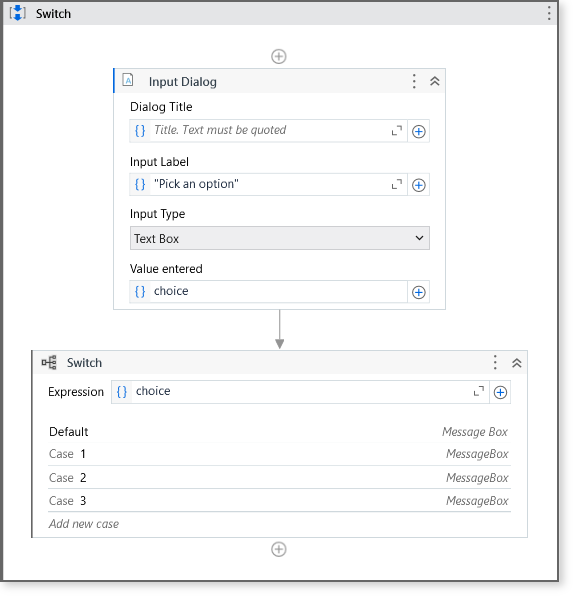 Switch
Input Dialog
Dialog Title
{} Title. Text must be quoted
Input Label
{} "Pick an option"
Input Type
Text Box
Value entered
{} choice
Switch
Expression {} choice
Default Message Box
Case 1 MessageBox
Case 2 MessageBox
Case 3 MessageBox
Add new case